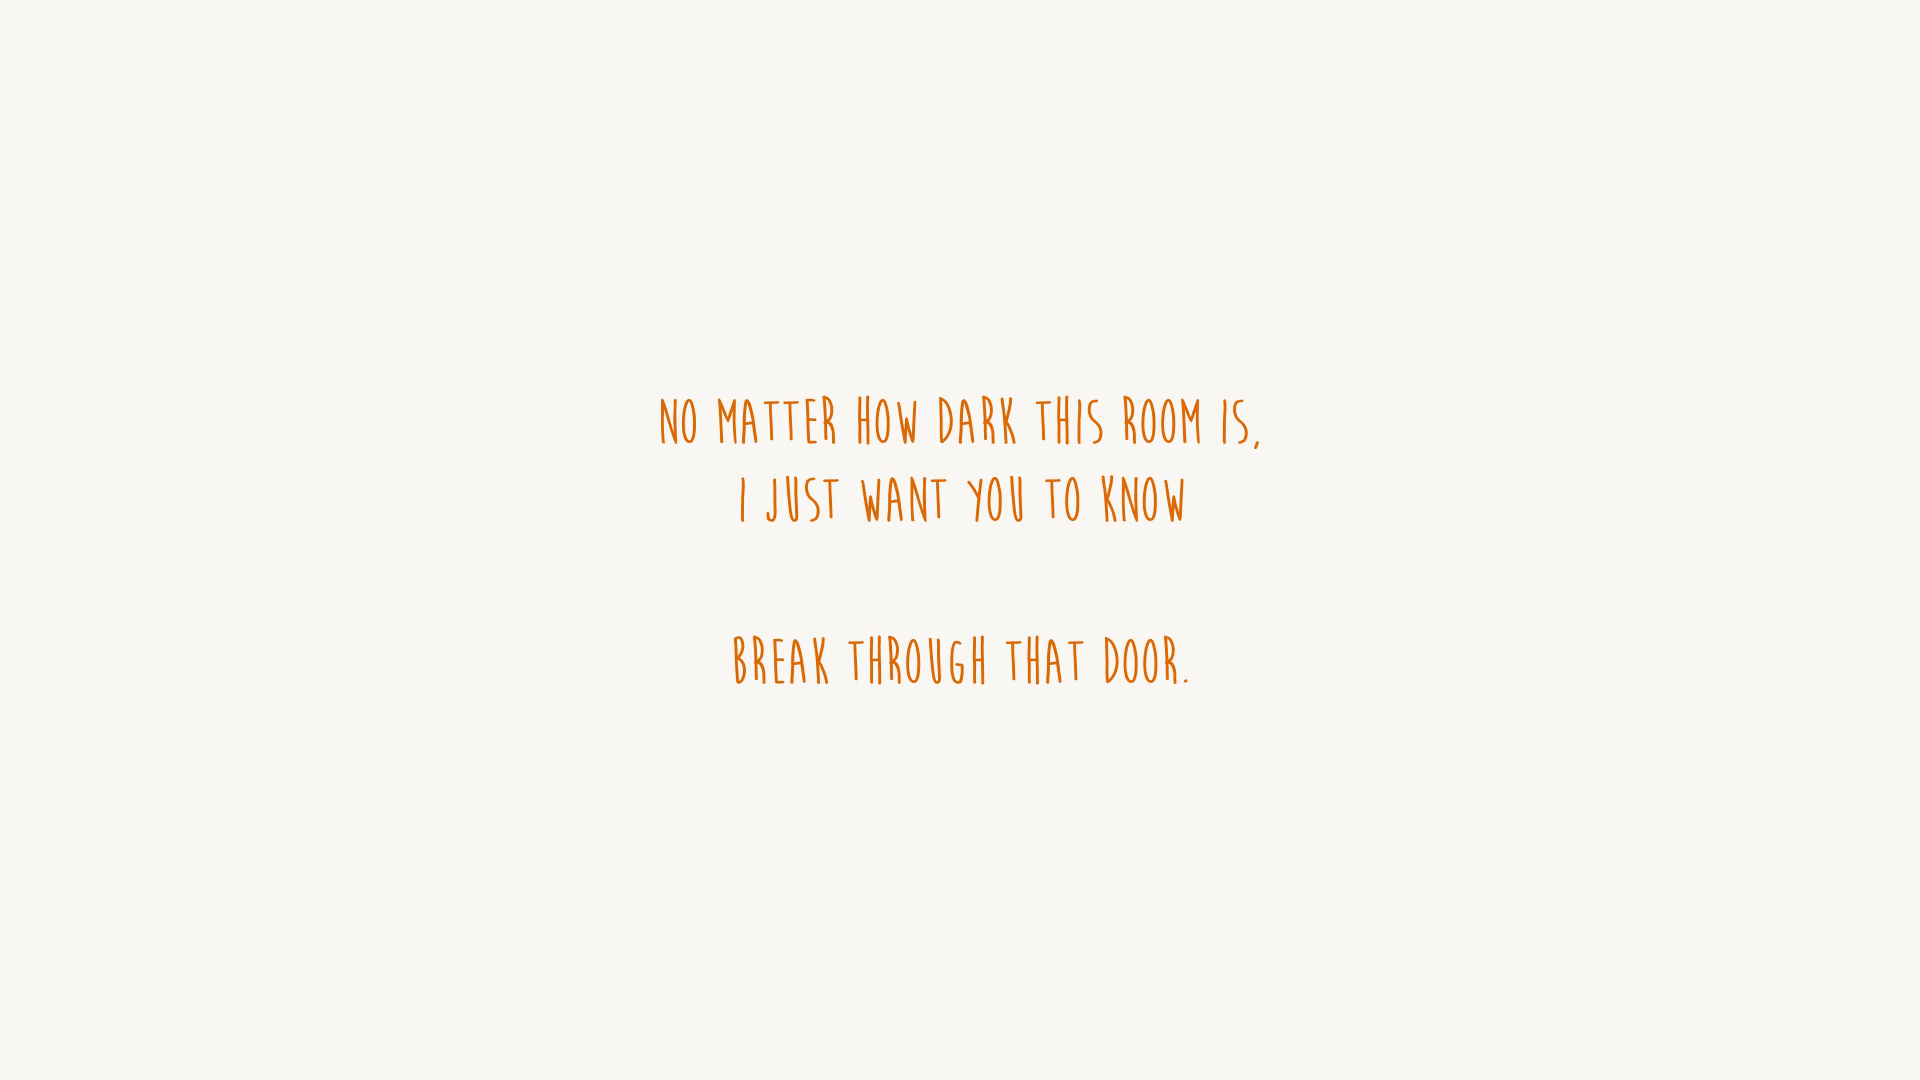 NO MATTER HOW DARK THIS ROOM IS,
I JUST WANT YOU TO KNOW
BREAK THROUGH THAT DOOR.